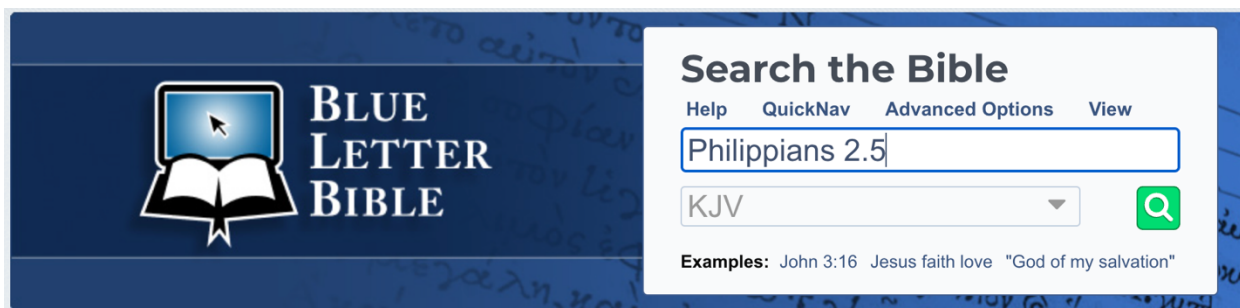 BLUE
LETTER
BIBLE
Search the Bible
Help QuickNav Advanced Options View
Philippians 2.5
KJV
Examples: John 3:16 Jesus faith love "God of my salvation"